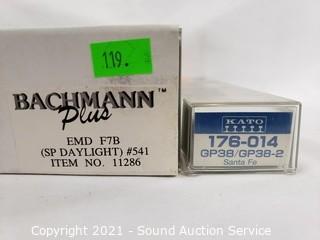 119.
BACHMANN™
Plus
EMD F7B
(SP DAYLIGHT) #541
ITEM NO. 11286
KATO
176-014
GP38/GP38-2
Santa Fe
Copyright © 2021 - Sound Auction Service